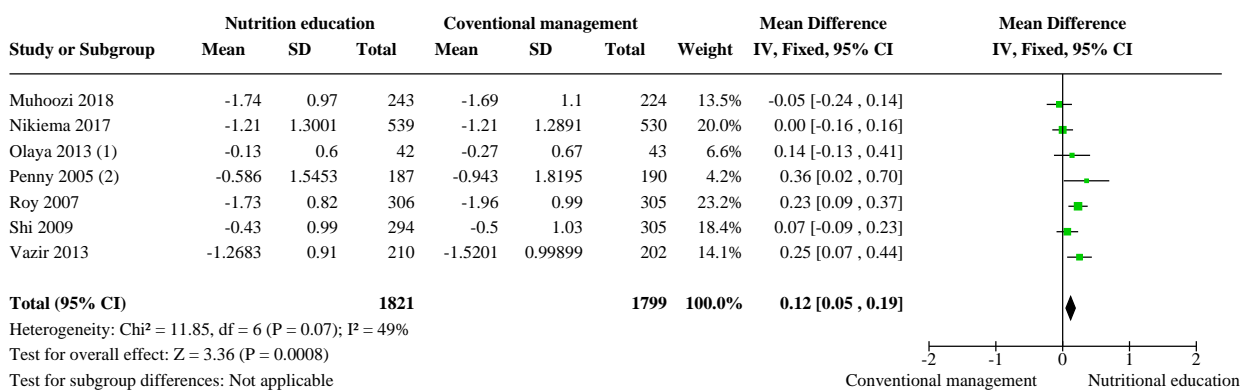 Nutrition education Coventional management Mean Difference Mean Difference
Study or Subgroup Mean SD Total Mean SD Total Weight IV, Fixed, 95% CI IV, Fixed, 95% CI
Muhoozi 2018 -1.74 0.97 243 -1.69 1.1 224 13.5% -0.05 [-0.24 , 0.14]
Nikiema 2017 -1.21 1.3001 539 -1.21 1.2891 530 20.0% 0.00 [-0.16 , 0.16]
Olaya 2013 (1) -0.13 0.6 42 -0.27 0.67 43 6.6% 0.14 [-0.13 , 0.41]
Penny 2005 (2) -0.586 1.5453 187 -0.943 1.8195 190 4.2% 0.36 [0.02 , 0.70]
Roy 2007 -1.73 0.82 306 -1.96 0.99 305 23.2% 0.23 [0.09 , 0.37]
Shi 2009 -0.43 0.99 294 -0.5 1.03 305 18.4% 0.07 [-0.09 , 0.23]
Vazir 2013 -1.2683 0.91 210 -1.5201 0.99899 202 14.1% 0.25 [0.07 , 0.44]
Total (95% CI) 1821 1799 100.0% 0.12 [0.05 , 0.19]
Heterogeneity: Chi² = 11.85, df = 6 (P = 0.07); I² = 49%
Test for overall effect: Z = 3.36 (P = 0.0008)
-2 -1 0 1 2
Test for subgroup differences: Not applicable Conventional management Nutritional education